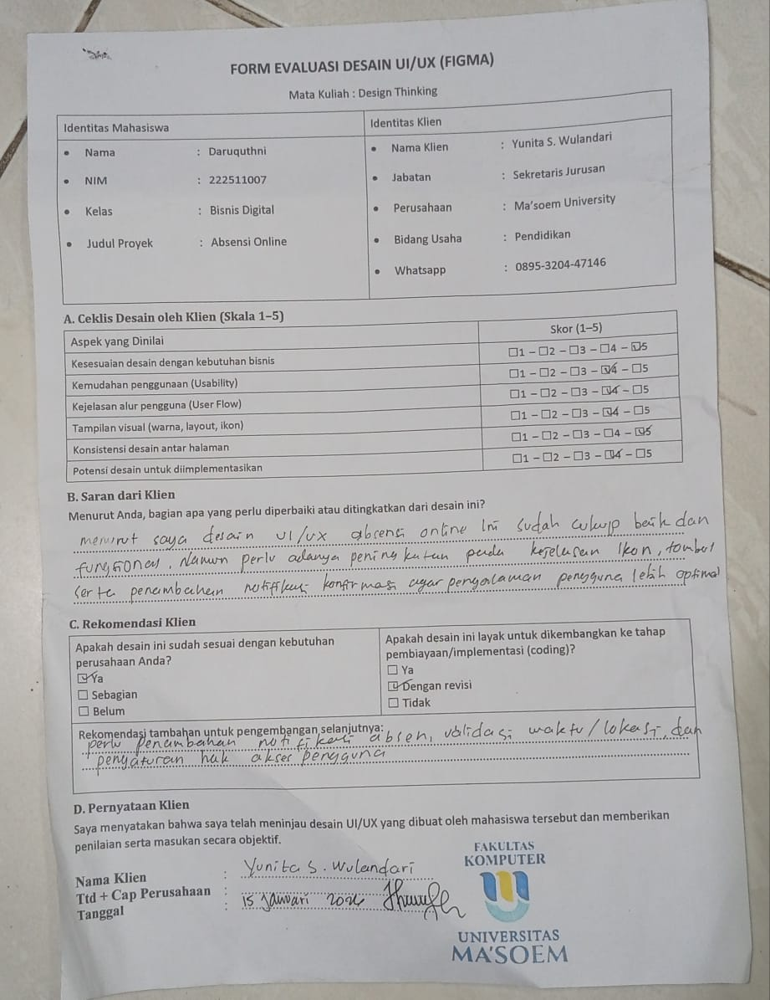 FORM EVALUASI DESAIN UI/UX (FIGMA)
Mata Kuliah : Design Thinking
Identitas Mahasiswa
• Nama : Daruquthni
• NIM : 222511007
• Kelas : Bisnis Digital
• Judul Proyek : Absensi Online
Identitas Klien
• Nama Klien : Yunita S. Wulandari
• Jabatan : Sekretaris Jurusan
• Perusahaan : Ma'soem University
• Bidang Usaha : Pendidikan
• Whatsapp : 0895-3204-47146
A. Ceklis Desain oleh Klien (Skala 1–5)
Aspek yang Dinilai Skor (1–5)
Kesesuaian desain dengan kebutuhan bisnis ☐1 – ☐2 – ☐3 – ☐4 – ☑5
Kemudahan penggunaan (Usability) ☐1 – ☐2 – ☐3 – ☑4 – ☐5
Kejelasan alur pengguna (User Flow) ☐1 – ☐2 – ☐3 – ☑4 – ☐5
Tampilan visual (warna, layout, ikon) ☐1 – ☐2 – ☐3 – ☑4 – ☐5
Konsistensi desain antar halaman ☐1 – ☐2 – ☐3 – ☐4 – ☑5
Potensi desain untuk diimplementasikan ☐1 – ☐2 – ☐3 – ☑4 – ☐5
B. Saran dari Klien
Menurut Anda, bagian apa yang perlu diperbaiki atau ditingkatkan dari desain ini?
menurut saya desain UI/UX absensi online ini sudah cukup baik dan
fungsional, Namun perlu adanya peningkatan pada kejelasan Ikon, tombol
serta penambahan notifikasi konfirmasi agar pengalaman pengguna lebih optimal
C. Rekomendasi Klien
Apakah desain ini sudah sesuai dengan kebutuhan
perusahaan Anda?
☑ Ya
☐ Sebagian
☐ Belum
Apakah desain ini layak untuk dikembangkan ke tahap
pembiayaan/implementasi (coding)?
☐ Ya
☑ Dengan revisi
☐ Tidak
Rekomendasi tambahan untuk pengembangan selanjutnya:
perlu penambahan notifikasi absen, validasi waktu/lokasi, dan
pengaturan hak akses pengguna
D. Pernyataan Klien
Saya menyatakan bahwa saya telah meninjau desain UI/UX yang dibuat oleh mahasiswa tersebut dan memberikan
penilaian serta masukan secara objektif.
Nama Klien : Yunita S. Wulandari
Ttd + Cap Perusahaan :
Tanggal : 15 Januari
FAKULTAS
KOMPUTER
UNIVERSITAS
MA'SOEM